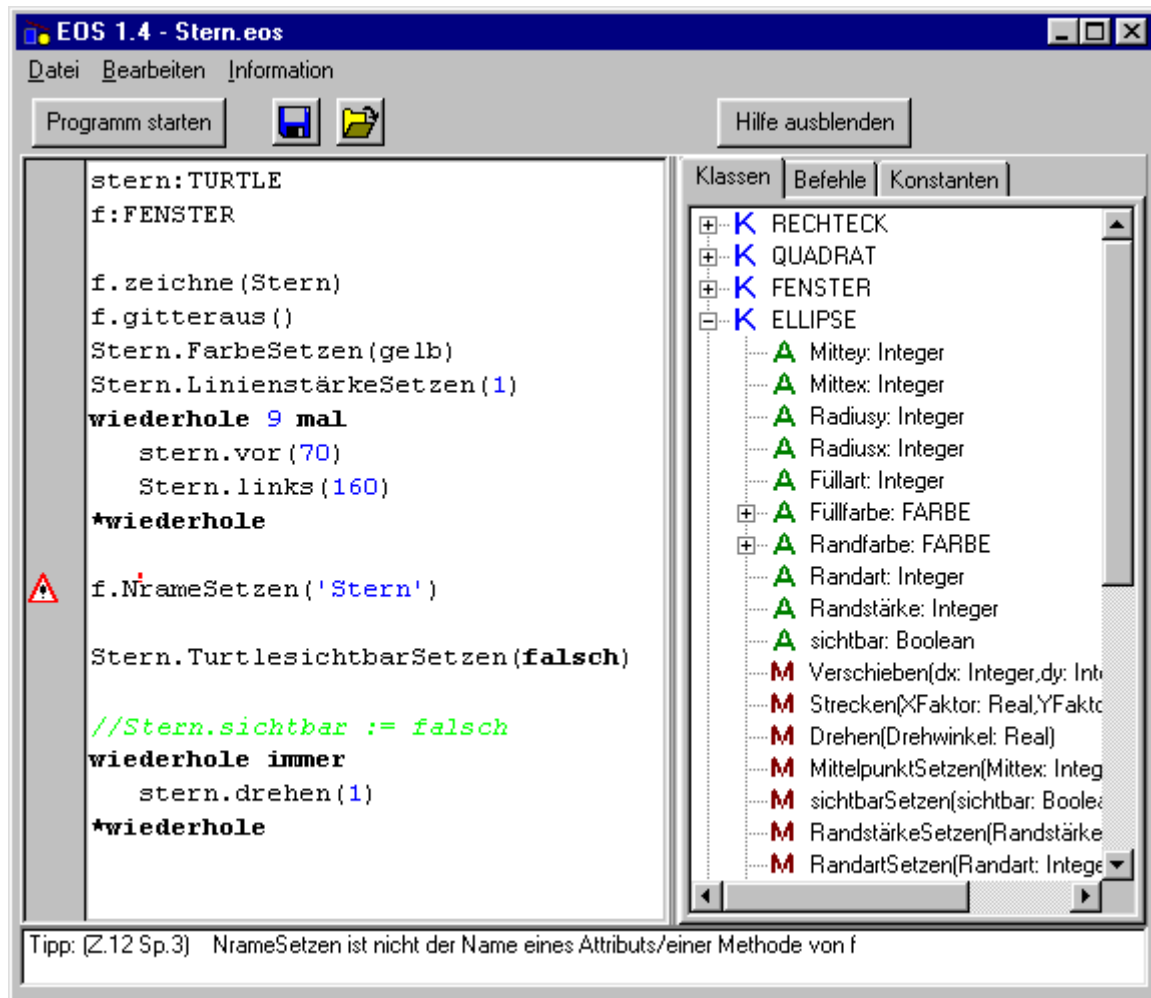 EOS 1.4 - Stern.eos
Datei Bearbeiten Information
Programm starten
Hilfe ausblenden
stern:TURTLE
f:FENSTER
f.zeichne(Stern)
f.gitteraus()
Stern.FarbeSetzen(gelb)
Stern.LinienstärkeSetzen(1)
wiederhole 9 mal
stern.vor(70)
Stern.links(160)
*wiederhole
f.NrameSetzen('Stern')
Stern.TurtlesichtbarSetzen(falsch)
//Stern.sichtbar := falsch
wiederhole immer
stern.drehen(1)
*wiederhole
Klassen Befehle Konstanten
K RECHTECK
K QUADRAT
K FENSTER
K ELLIPSE
A Mittey: Integer
A Mittex: Integer
A Radiusy: Integer
A Radiusx: Integer
A Füllart: Integer
A Füllfarbe: FARBE
A Randfarbe: FARBE
A Randart: Integer
A Randstärke: Integer
A sichtbar: Boolean
M Verschieben(dx: Integer,dy: Inte
M Strecken(XFaktor: Real,YFakto
M Drehen(Drehwinkel: Real)
M MittelpunktSetzen(Mittex: Integ
M sichtbarSetzen(sichtbar: Boolea
M RandstärkeSetzen(Randstärke
M RandartSetzen(Randart: Intege
Tipp: (Z.12 Sp.3) NrameSetzen ist nicht der Name eines Attributs/einer Methode von f